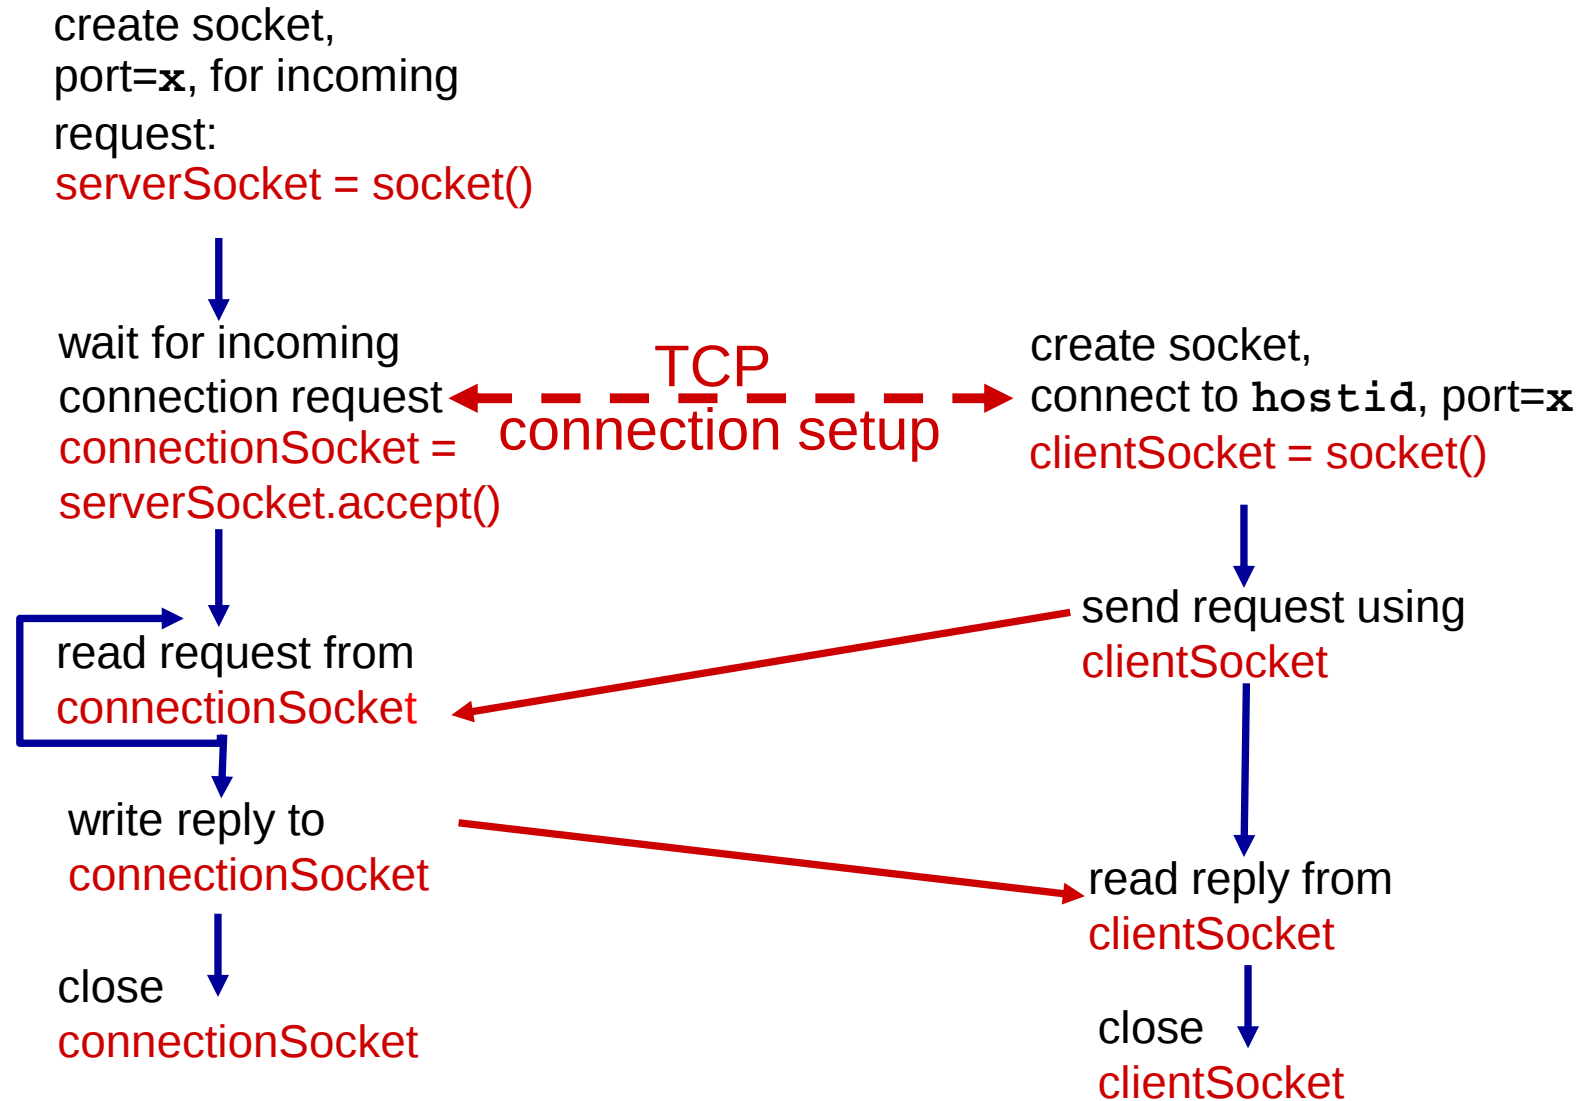 create socket,
port=x, for incoming
request:
serverSocket = socket()
wait for incoming
connection request
connectionSocket =
serverSocket.accept()
TCP
connection setup
create socket,
connect to hostid, port=x
clientSocket = socket()
read request from
connectionSocket
send request using
clientSocket
write reply to
connectionSocket
read reply from
clientSocket
close
connectionSocket
close
clientSocket